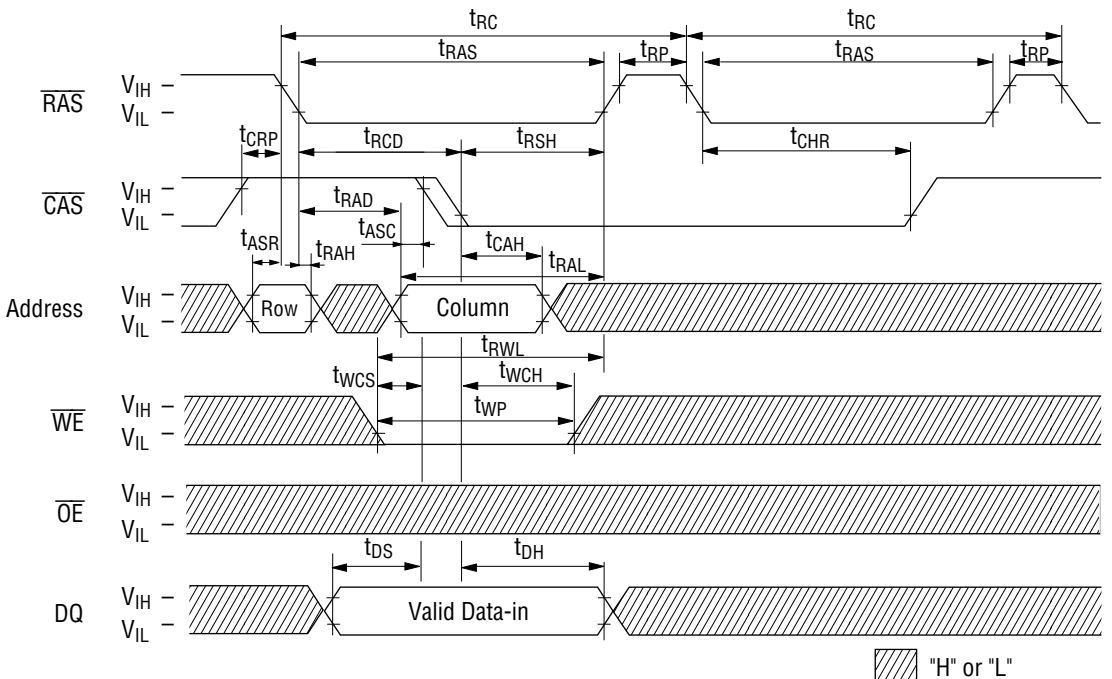 tRC tRC
tRAS tRP tRAS tRP
RAS VIH VIL
tCRP tRCD tRSH tCHR
CAS VIH VIL
tRAD
tASC
tASR tRAH tCAH tRAL
Address VIH VIL Row Column
tRWL
tWCS tWCH
tWP
WE VIH VIL
OE VIH VIL
tDS tDH
DQ VIH VIL Valid Data-in
"H" or "L"